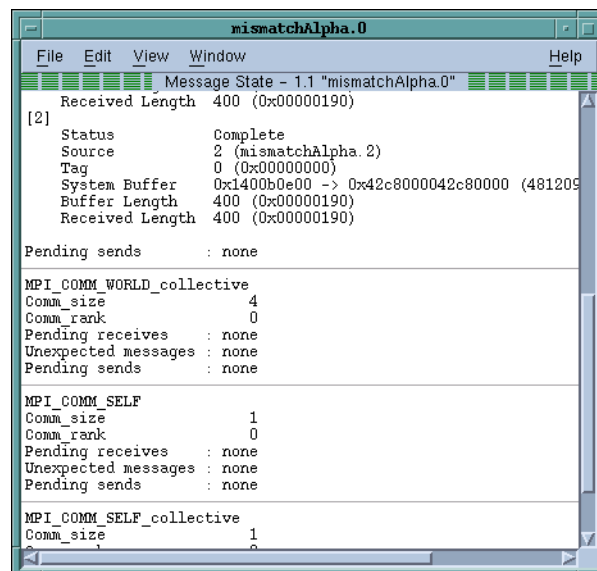 mismatchAlpha.0
File Edit View Window Help
Message State - 1.1 "mismatchAlpha.0"
Received Length 400 (0x00000190)
[2]
Status Complete
Source 2 (mismatchAlpha.2)
Tag 0 (0x00000000)
System Buffer 0x1400b0e00 -> 0x42c8000042c80000 (481209
Buffer Length 400 (0x00000190)
Received Length 400 (0x00000190)
Pending sends : none
MPI_COMM_WORLD_collective
Comm_size 4
Comm_rank 0
Pending receives : none
Unexpected messages : none
Pending sends : none
MPI_COMM_SELF
Comm_size 1
Comm_rank 0
Pending receives : none
Unexpected messages : none
Pending sends : none
MPI_COMM_SELF_collective
Comm_size 1